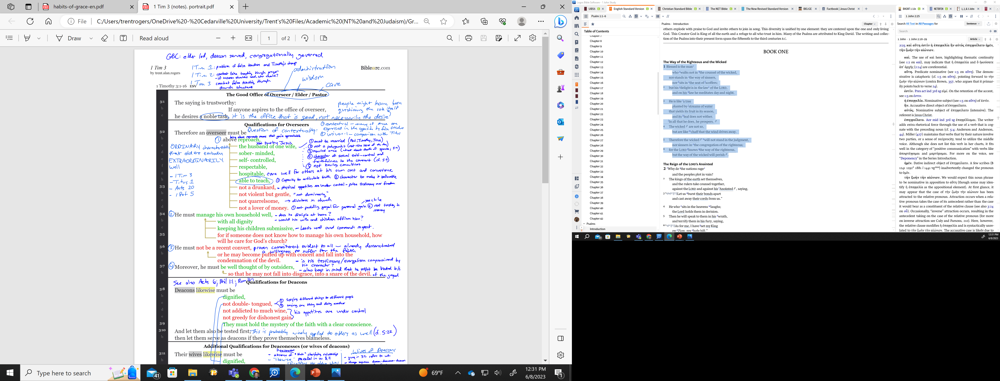 habits-of-grace-en.pdf
1 Tim 3 (notes). portrait.pdf
File
C:/Users/trentrogers/OneDrive%20-%20Cedarville%20University/Trent's%20Files/Academic%20(NT%20and%20Judaism)/Gr...
Draw
Read aloud
1 of 2
GBC: elder led, deacon served, congregationally governed
1 Tim 3
by trent.alan.rogers
1 Tim 1: problem of false teachers and Timothy's charge
1 Tim 2: combat false teaching through prayer
- if women shouldn't lead, who should?
1 Tim 3 combat false teaching through
church structure
administration
wisdom
care
Biblearc.com
1 Timothy 3:1-16 ESV
The Good Office of Overseer / Elder / Pastor
3:1 The saying is trustworthy:
b If anyone aspires to the office of overseer,
c he desires a noble task.
people might have been
questioning the role itself
it is the office that is good, not necessarily the desire
Qualifications for Overseers
Question of contextuality:
① contextual - many of these are
expressed in the opposite by false teachers
② universal - comparison with Titus
3:2 Therefore an overseer must be
being above reproach means that you're approachable
b ① above reproach,
c the husband of one wife,
d sober- minded,
e self- controlled,
f respectable,
g hospitable, care well for others at his own cost and convenience
h able to teach, ① Capacity to articulate truth ② character to make it believable
3:3 not a drunkard, - physical appetites are under control - prize testimony over freedom
b not violent but gentle, "not domineering"
c not quarrelsome, → divisions in church
d not a lover of money. ① not peddling gospel for personal gain ② not trusting in
money
① must be married (Paul, Timothy, Jesus)
② not a polygamist (not the issue of the day)
③ married once (what about death of spouse; 5:9)
④ character of sexual self-control and
faithfulness to the covenant (cf. 5:9)
⑤ not having concubines
ORDINARY characteristics
that elders embody
EXTRAORDINARILY
well
- 1 Tim 3
- Titus 1
- Acts 20
- 1 Pet 5
3:4 ② He must manage his own household well, - does he disciple at home?
- would his wife and children affirm him?
b with all dignity
c keeping his children submissive, - Leads well and commands respect.
3:5 for if someone does not know how to manage his own household, how
will he care for God's church?
3:6 ③ He must not be a recent convert, proven commitment evident to all - already demonstrated
a willingness to suffer for the faith
b or he may become puffed up with conceit and fall into the
condemnation of the devil.
- is his testimony/evangelism compromised by
his character?
3:7 ④ Moreover, he must be well thought of by outsiders,
- also keep in mind that he might be hated b/c
b so that he may not fall into disgrace, into a snare of the devil. of the gospel
See also Acts 6; Phil 1:1; Rom 16:1
Qualifications for Deacons
3:8 Deacons likewise must be
b dignified,
c not double- tongued,
① saying different things to different people
② saying one thing and doing another
d not addicted to much wine,
e not greedy for dishonest gain.
his appetites are under control
3:9 They must hold the mystery of the faith with a clear conscience.
3:10 And let them also be tested first; This is probably wisely applied to elders as well (cf. 5:22)
b then let them serve as deacons if they prove themselves blameless.
Additional Qualifications for Deaconesses (or wives of deacons)
3:11 Their wives likewise must be
b dignified,
Deaconesses
- absence of "their" clarifying relationship
- "likewise" parallel in vv. 8, 11
Wives of Deacons
Type here to search
41
69°F
12:31 PM
6/8/2023
1
Logos Bible Software - 1 John Study
UBS5
English Standard Version
Christian Standard Bible
The NET Bible
The New Revised Standard Version
IBG:GE
Factbook | Jesus Christ
Psalm 1:1–6
Psalms · Introduction
Chapter
Table of Contents
Chapter 7
Chapter 8
Chapter 9
Chapter 10
Chapter 11
Chapter 12
Chapter 13
Chapter 14
Chapter 15
Chapter 16
Chapter 17
Chapter 18
Chapter 19
Chapter 20
Chapter 21
Chapter 22
Chapter 23
Chapter 24
Chapter 25
Chapter 26
Chapter 27
Chapter 28
Chapter 29
Chapter 30
Chapter 31
Chapter 32
Chapter 33
Chapter 34
Chapter 35
Chapter 36
Chapter 37
Chapter 38
Chapter 39
Chapter 40
Chapter 41
Chapter 42
Psalms
Introduction
others explode with praise to God and invite others to join in song. This diversity is unified by one element: they are centered upon the one and only living
God. This Creator God is King of all the earth and a refuge to all who trust in him. Many of the Psalms are attributed to King David. The writing and collec-
tion of the Psalms into their present form spans the fifteenth to the third centuries B.C.
BOOK ONE
The Way of the Righteous and the Wicked
1 Blessed is the man
who walks not in the counsel of the wicked,
nor stands in the way of sinners,
nor sits in the seat of scoffers;
2 but his delight is in the law of the LORD,
and on his law he meditates day and night.
3 He is like a tree
planted by streams of water
that yields its fruit in its season,
and its leaf does not wither.
In all that he does, he prospers.
4 The wicked are not so,
but are like chaff that the wind drives away.
5 Therefore the wicked will not stand in the judgment,
nor sinners in the congregation of the righteous;
6 for the LORD knows the way of the righteous,
but the way of the wicked will perish.
The Reign of the LORD's Anointed
2 Why do the nations rage
and the peoples plot in vain?
2 The kings of the earth set themselves,
and the rulers take counsel together,
against the LORD and against his Anointed, saying,
3 "Let us burst their bonds apart
and cast away their cords from us."
4 He who sits in the heavens laughs;
the Lord holds them in derision.
5 Then he will speak to them in his wrath,
and terrify them in his fury, saying,
6 "As for me, I have set my King
on Zion, my holy hill."
BHGNT 1-3Jn
NETBFEN
1, 2, & 3 John
1 John 2:25
Search All Text in All Passages for
Sentence
Search
1 John · 1 John 2:18–29
Article
2:25 καὶ αὕτη ἐστὶν ἡ ἐπαγγελία ἣν αὐτὸς ἐπηγγείλατο ἡμῖν,
τὴν ζωὴν τὴν αἰώνιον.
καὶ. The use of καὶ here, highlighting thematic continuity
(see 1:2 on καὶ), may indicate that ἡ ἐπαγγελία and ὃ ἠκούσατε
ἀπ' ἀρχῆς (2:24) are coreferential.
αὕτη. Predicate nominative (see 1:5 on αὕτη). The demon-
strative is cataphoric (cf. 1:5 on αὕτη), pointing forward to τὴν
ζωὴν τὴν αἰώνιον (contra Brown, 357, who argues that it primar-
ily points back to verse 24).
ἐστὶν. Pres act ind 3rd sg εἰμί. On the retention of the accent,
see 1:5 on ἐστιν.
ἡ ἐπαγγελία. Nominative subject (see 1:5 on αὕτη) of ἐστὶν.
ἣν. Accusative direct object of ἐπηγγείλατο.
αὐτὸς. Nominative subject of ἐπηγγείλατο (intensive). The
referent is Jesus Christ.
ἐπηγγείλατο. Aor mid ind 3rd sg ἐπαγγέλλομαι. The writer
adds extra rhetorical force through the use of a verb that is cog-
nate with the preceding noun (cf. 5:4; Anderson and Anderson,
44). Miller (427) maintains that verbs that by their nature involve
two parties, or a sense of reciprocity, tend to utilize the middle
voice. Although she does not list this verb in her charts, it fits
well in the category of "positive communication" with verbs like
ἀποφθέγγομαι and μαρτύρομαι. For more on the voice, see
"Deponency" in the Series Introduction.
ἡμῖν. Dative indirect object of ἐπηγγείλατο. A few scribes (B
1241 1292* 1881 l 1441 vgmss) inadvertently changed the pronoun
to ὑμῖν.
τὴν ζωὴν τὴν αἰώνιον. We would expect this noun phrase
to be nominative in apposition to αὕτη (though some may iden-
tify ἡ ἐπαγγελία as the appositional element). At first glance, it
may appear that the case of τὴν ζωὴν τὴν αἰώνιον has been
attracted to the relative pronoun. Attraction occurs when a rela-
tive pronoun takes the case of its antecedent rather than the case
it would bear as a constituent of the relative clause (see also 3:24
on οὗ). Occasionally, "inverse" attraction occurs, resulting in the
antecedent taking on the case of the relative pronoun (for more
on inverse attraction see Culy and Parsons, 210). Here, however,
the relative clause modifies ἡ ἐπαγγελία and is syntactically unre-
lated to τὴν ζωὴν τὴν αἰώνιον. The accusative case is likely due to
12:31 PM
6/8/2023